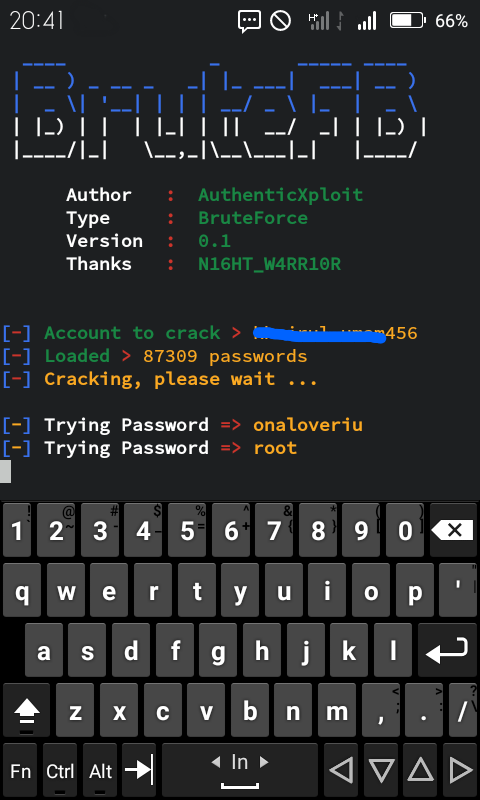 20:41 66%
BruteFB
Author : AuthenticXploit
Type : BruteForce
Version : 0.1
Thanks : N16HT_W4RR10R
[-] Account to crack > 456
[-] Loaded > 87309 passwords
[-] Cracking, please wait ...
[-] Trying Password => onaloveriu
[-] Trying Password => root
1 ! 2 @ ~ 3 # - 4 $ _ 5 % = 6 ^ + 7 & { 8 * } 9 ( [ 0 ) ]
q w e r t y u i o p '
a s d f g h j k l
z x c v b n m , < ; . > : / ?
Fn Ctrl Alt In